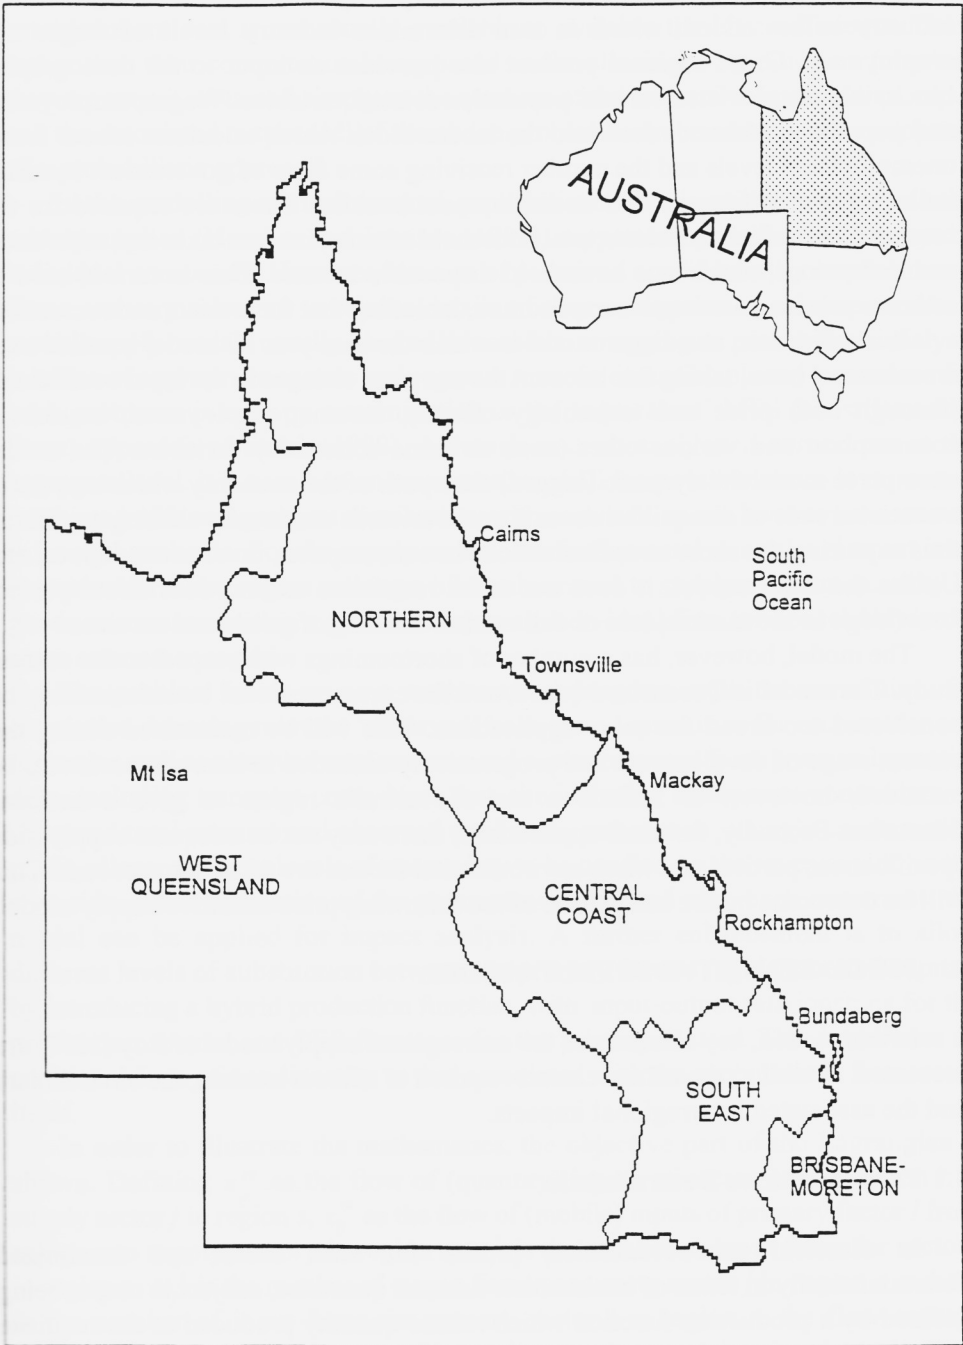 AUSTRALIA
Cairns
South
Pacific
Ocean
NORTHERN
Townsville
Mt Isa
Mackay
WEST
QUEENSLAND
CENTRAL
COAST
Rockhampton
Bundaberg
SOUTH
EAST
BRISBANE-
MORETON